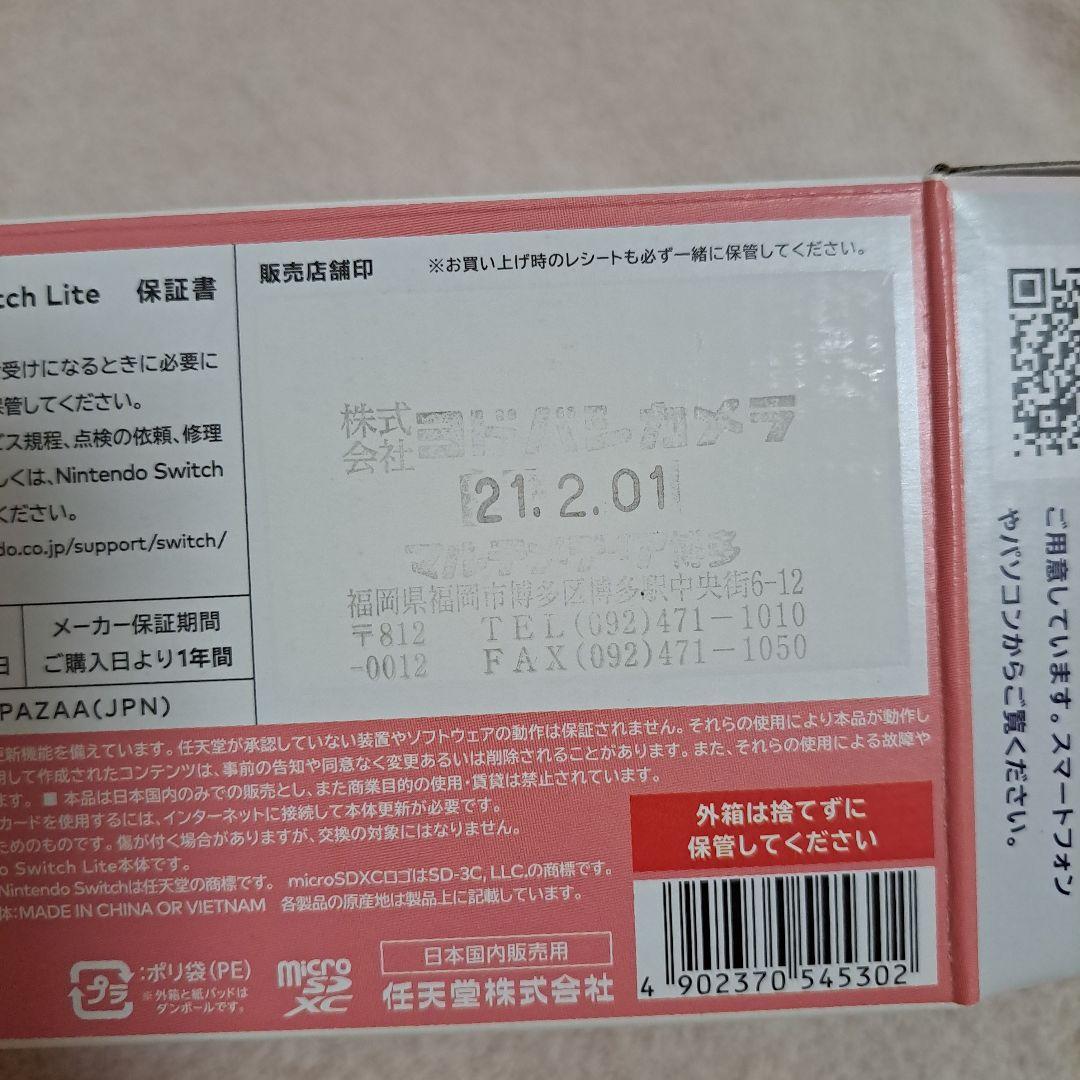 tch Lite 保証書
受けになるときに必要に
保管してください。
ビス規程、点検の依頼、修理
しくは、Nintendo Switch
ください。
do.co.jp/support/switch/
メーカー保証期間
日 ご購入日より1年間
PAZAA(JPN)
販売店舗印 ※お買い上げ時のレシートも必ず一緒に保管してください。
株式会社 ヨドバシカメラ
21.2.01
マルチメディア博多
福岡県福岡市博多区博多駅中央街6-12
〒812 TEL(092)471-1010
-0012 FAX(092)471-1050
更新機能を備えています。任天堂が承認していない装置やソフトウェアの動作は保証されません。それらの使用により本品が動作し
用して作成されたコンテンツは、事前の告知や同意なく変更あるいは削除されることがあります。また、それらの使用による故障や
ます。 ■ 本品は日本国内のみでの販売とし、また商業目的の使用・賃貸は禁止されています。
カードを使用するには、インターネットに接続して本体更新が必要です。
ためのものです。傷が付く場合がありますが、交換の対象にはなりません。
o Switch Lite本体です。
Nintendo Switchは任天堂の商標です。 microSDXCロゴはSD-3C, LLC.の商標です。
体:MADE IN CHINA OR VIETNAM 各製品の原産地は製品上に記載しています。
外箱は捨てずに
保管してください
プラ
:ポリ袋(PE)
※外箱と紙パッドは
ダンボールです。
micro
SD
XC
日本国内販売用
任天堂株式会社
4 902370 545302
ご用意しています。スマートフォン
やパソコンからご覧ください。